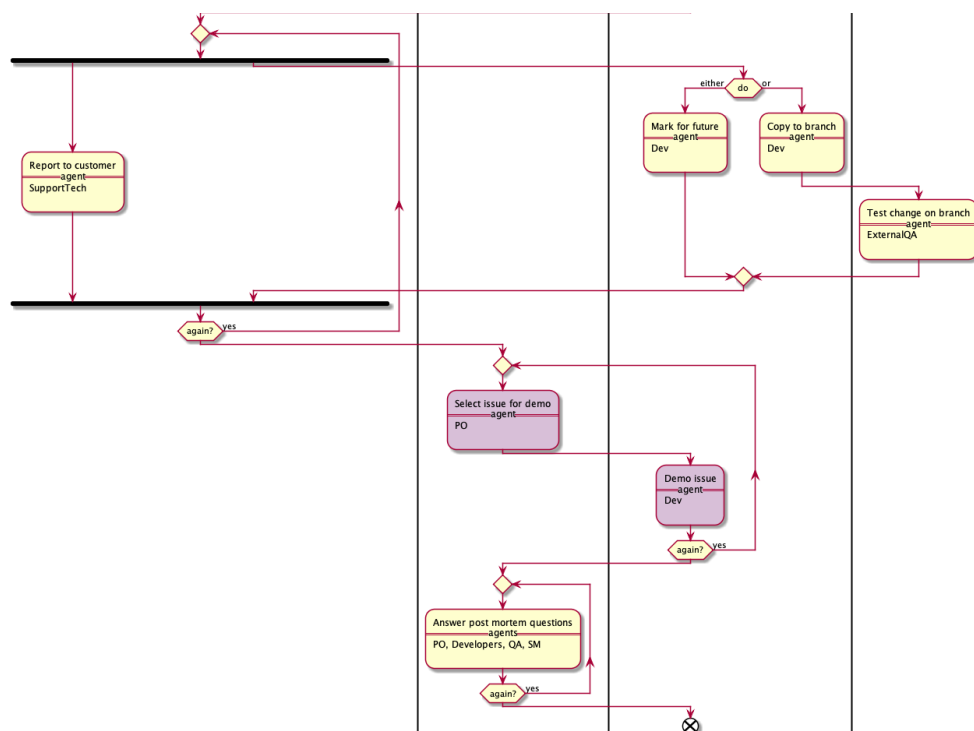 either
do
or
Mark for future
agent
Dev
Copy to branch
agent
Dev
Report to customer
agent
SupportTech
Test change on branch
agent
ExternalQA
again?
yes
Select issue for demo
agent
PO
Demo issue
agent
Dev
again?
yes
Answer post mortem questions
agents
PO, Developers, QA, SM
again?
yes